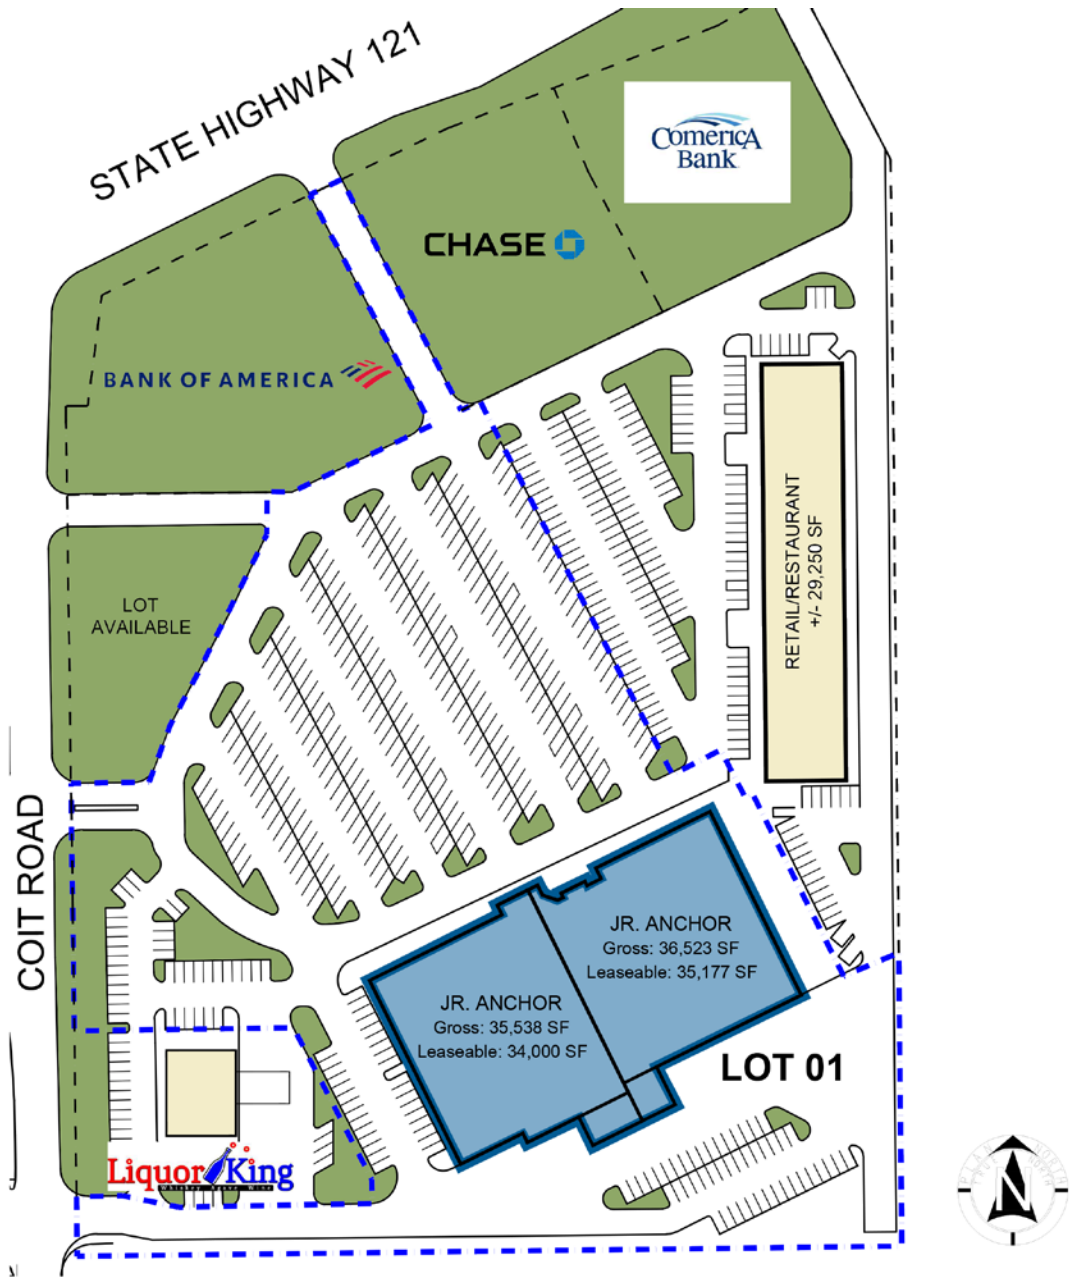 STATE HIGHWAY 121
ComericA
Bank
CHASE
BANK OF AMERICA
LOT
AVAILABLE
RETAIL/RESTAURANT
+/- 29,250 SF
COIT ROAD
JR. ANCHOR
Gross: 36,523 SF
Leaseable: 35,177 SF
JR. ANCHOR
Gross: 35,538 SF
Leaseable: 34,000 SF
LOT 01
Liquor King
N